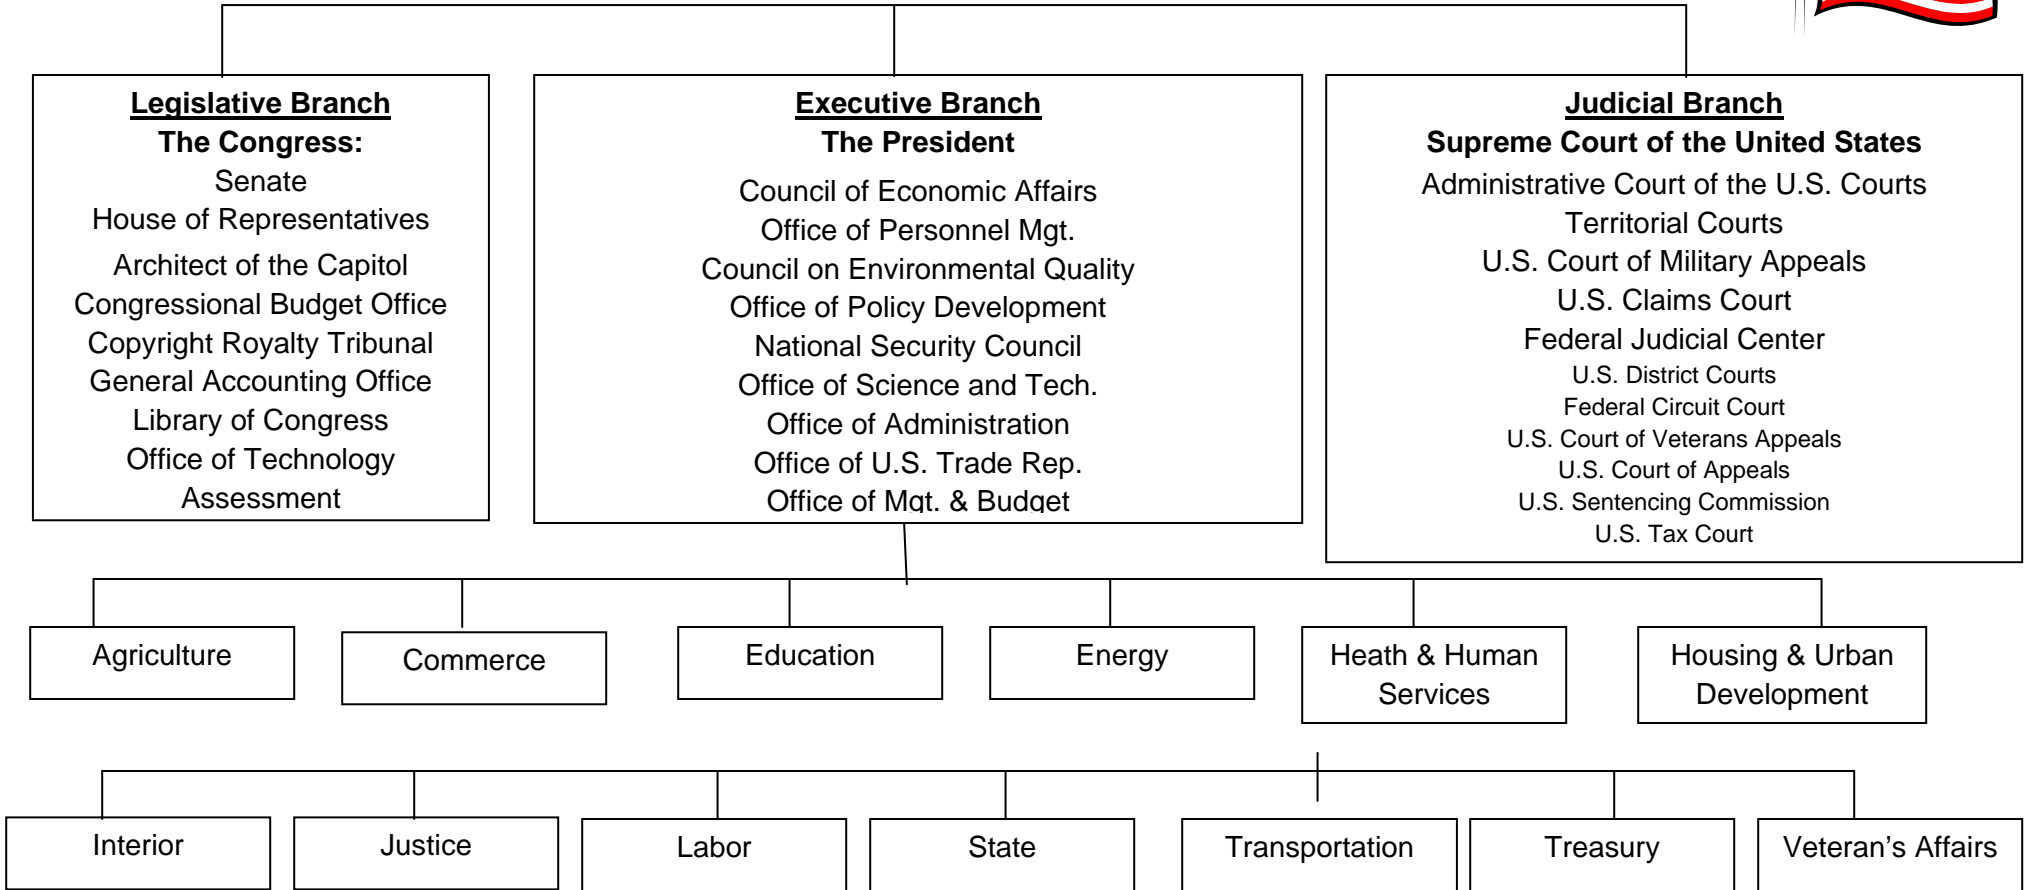 Legislative Branch
The Congress:
Senate
House of Representatives
Architect of the Capitol
Congressional Budget Office
Copyright Royalty Tribunal
General Accounting Office
Library of Congress
Office of Technology
Assessment
Executive Branch
The President
Council of Economic Affairs
Office of Personnel Mgt.
Council on Environmental Quality
Office of Policy Development
National Security Council
Office of Science and Tech.
Office of Administration
Office of U.S. Trade Rep.
Office of Mgt. & Budget
Judicial Branch
Supreme Court of the United States
Administrative Court of the U.S. Courts
Territorial Courts
U.S. Court of Military Appeals
U.S. Claims Court
Federal Judicial Center
U.S. District Courts
Federal Circuit Court
U.S. Court of Veterans Appeals
U.S. Court of Appeals
U.S. Sentencing Commission
U.S. Tax Court
Agriculture
Commerce
Education
Energy
Heath & Human
Services
Housing & Urban
Development
Interior
Justice
Labor
State
Transportation
Treasury
Veteran’s Affairs